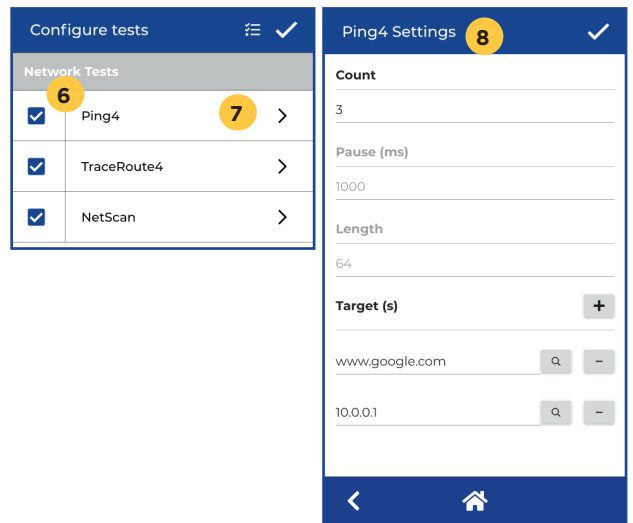 Configure tests
Network Tests
6
Ping4
7
TraceRoute4
NetScan
Ping4 Settings
8
Count
3
Pause (ms)
1000
Length
64
Target (s)
+
www.google.com
−
10.0.0.1
−